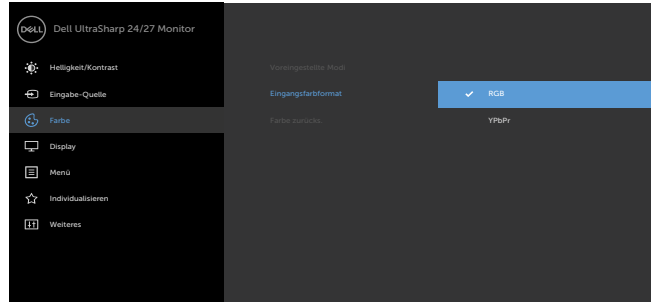 DELL Dell UltraSharp 24/27 Monitor
Helligkeit/Kontrast
Voreingestellte Modi
Eingabe-Quelle
Eingangsfarbformat
RGB
Farbe
Farbe zurücks.
YPbPr
Display
Menü
Individualisieren
Weiteres